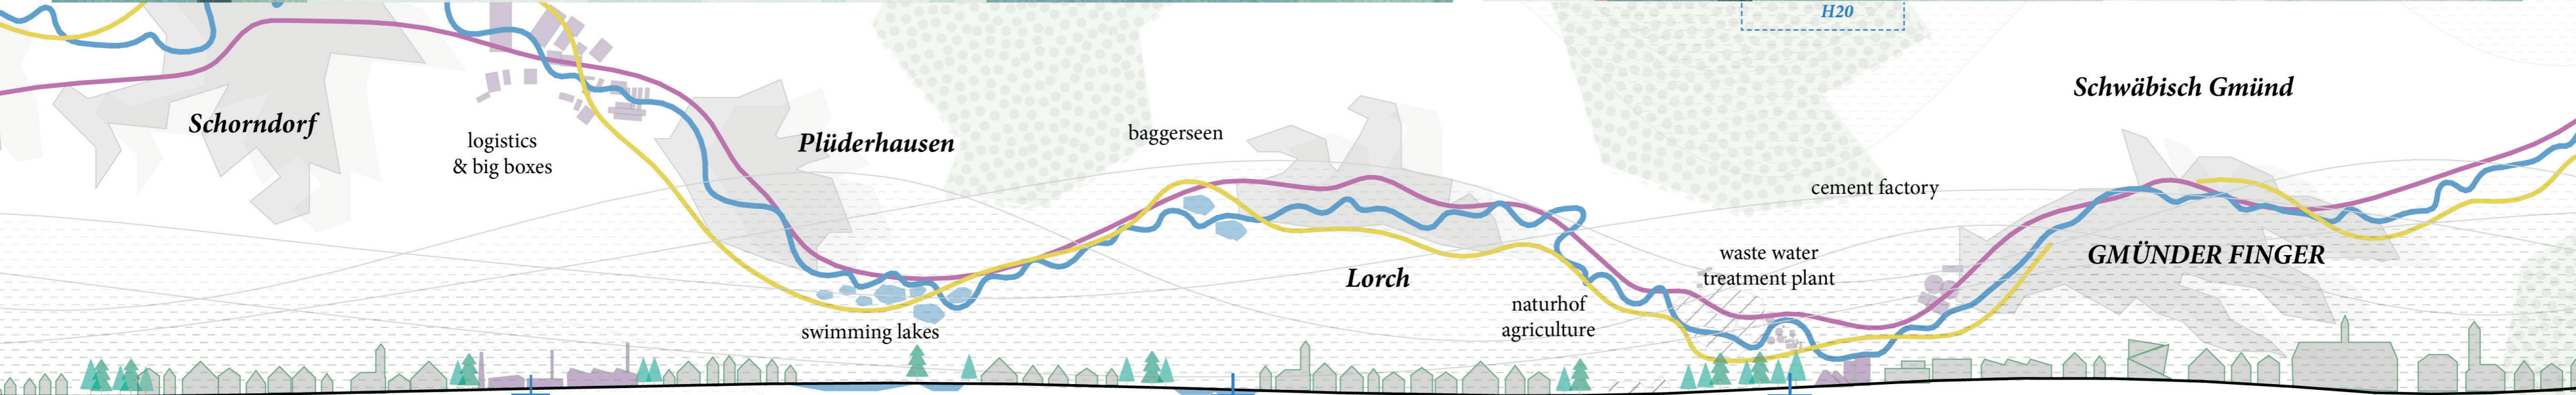 H20
Schwäbisch Gmünd
Schorndorf
logistics
& big boxes
Plüderhausen
baggerseen
cement factory
waste water
treatment plant
GMÜNDER FINGER
Lorch
naturhof
agriculture
swimming lakes